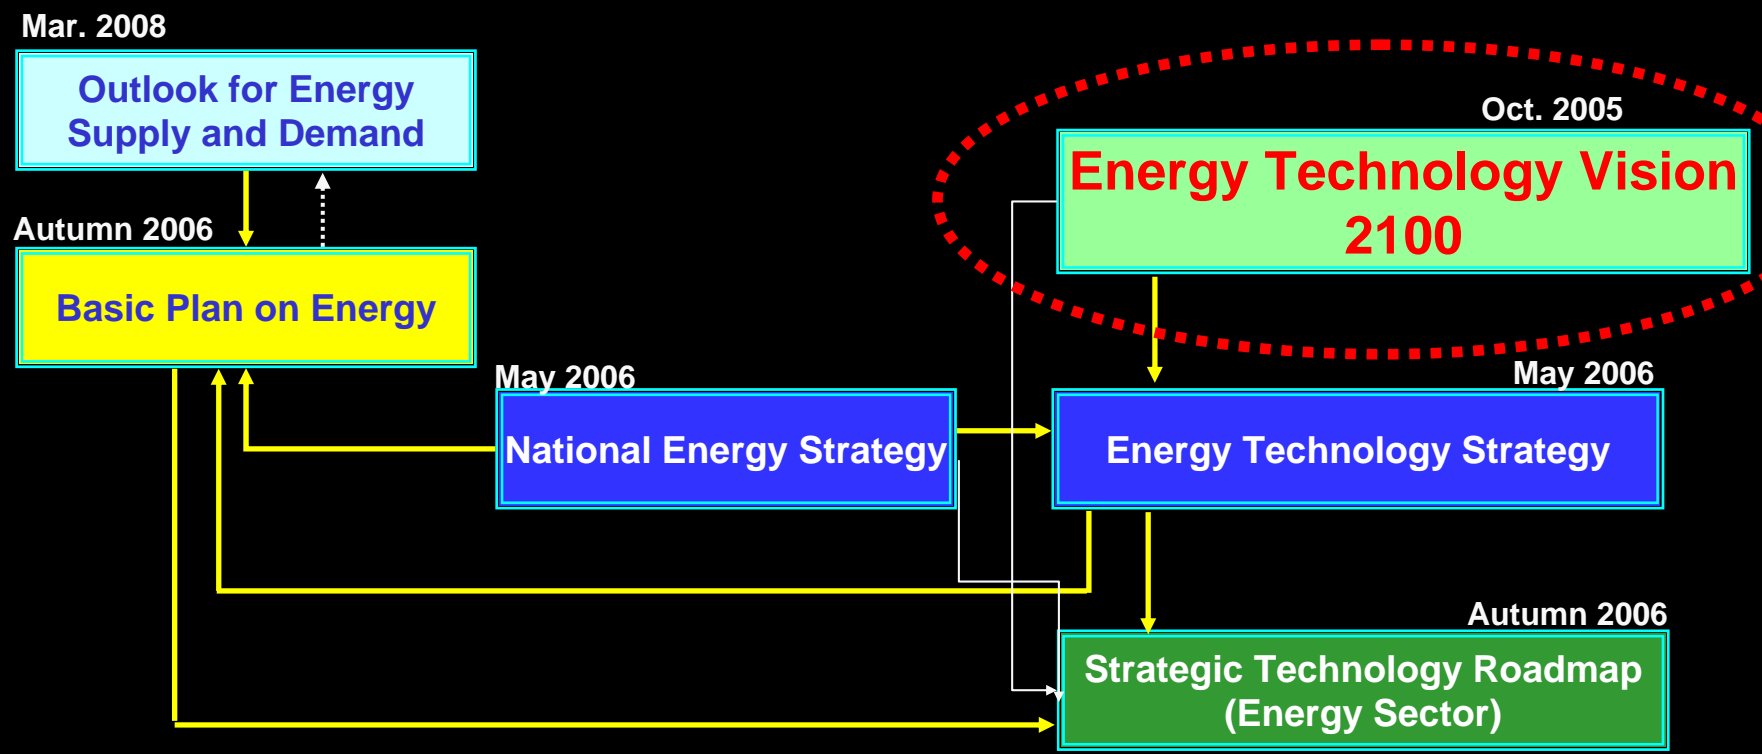 Mar. 2008
Outlook for Energy
Supply and Demand
Oct. 2005
Energy Technology Vision
2100
Autumn 2006
Basic Plan on Energy
May 2006
National Energy Strategy
May 2006
Energy Technology Strategy
Autumn 2006
Strategic Technology Roadmap
(Energy Sector)